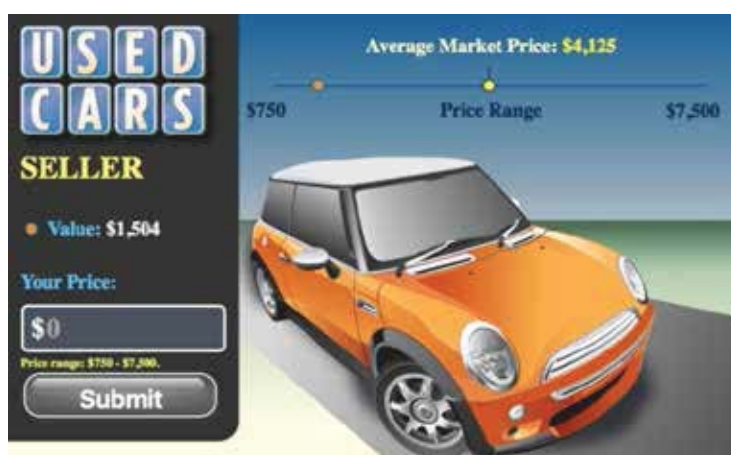 USED
CARS
SELLER
Value: $1,504
Your Price:
$0
Price range: $750 - $7,500.
Submit
Average Market Price: $4,125
$750
Price Range
$7,500